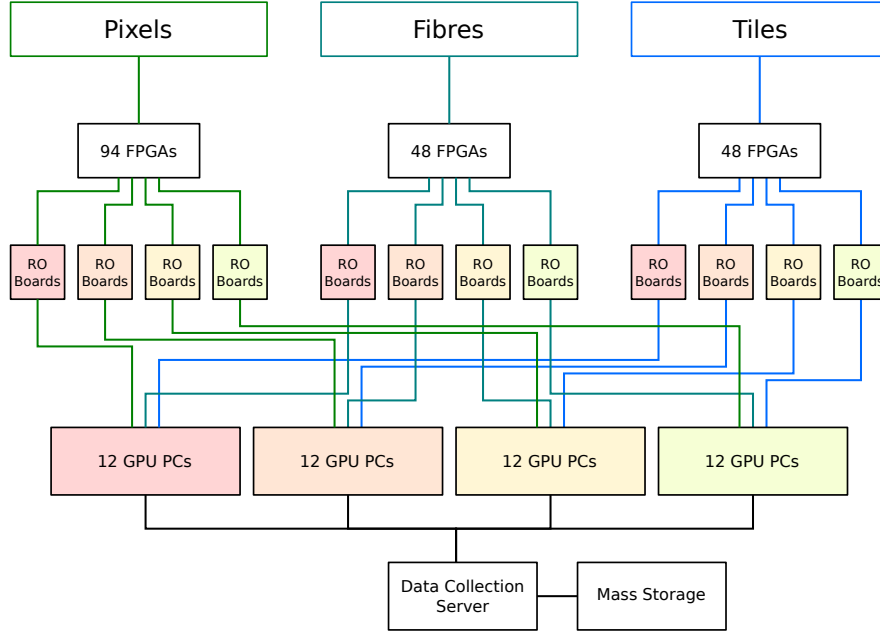 Pixels
Fibres
Tiles
94 FPGAs
48 FPGAs
48 FPGAs
RO
Boards
RO
Boards
RO
Boards
RO
Boards
RO
Boards
RO
Boards
RO
Boards
RO
Boards
RO
Boards
RO
Boards
RO
Boards
RO
Boards
12 GPU PCs
12 GPU PCs
12 GPU PCs
12 GPU PCs
Data Collection
Server
Mass Storage